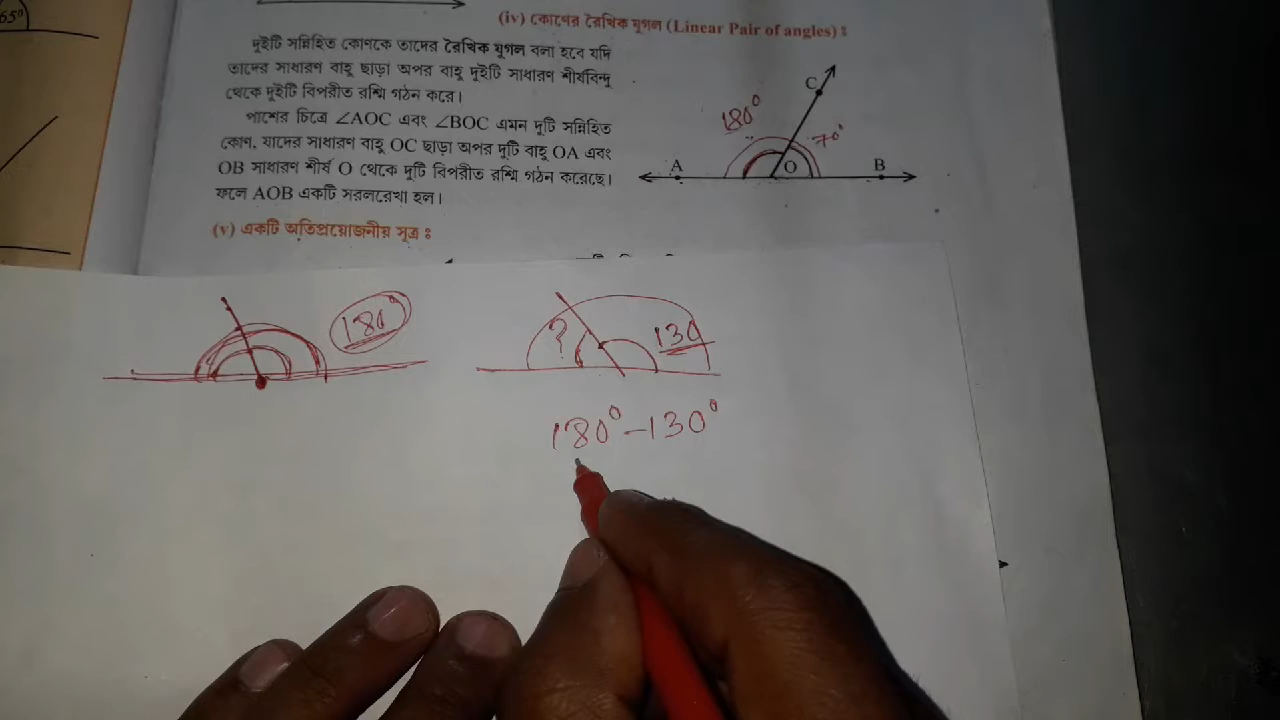 65°
(iv) কোণের রৈখিক যুগল (Linear Pair of angles) :
দুইটি সন্নিহিত কোণকে তাদের রৈখিক যুগল বলা হবে যদি
তাদের সাধারণ বাহু ছাড়া অপর বাহু দুইটি সাধারণ শীর্ষবিন্দু
থেকে দুইটি বিপরীত রশ্মি গঠন করে।
পাশের চিত্রে ∠AOC এবং ∠BOC এমন দুটি সন্নিহিত
কোণ, যাদের সাধারণ বাহু OC ছাড়া অপর দুটি বাহু OA এবং
OB সাধারণ শীর্ষ O থেকে দুটি বিপরীত রশ্মি গঠন করেছে।
ফলে AOB একটি সরলরেখা হল।
C
180°
70°
A
O
B
(v) একটি অতিপ্রয়োজনীয় সূত্র :
180°
?
130
180° – 130°